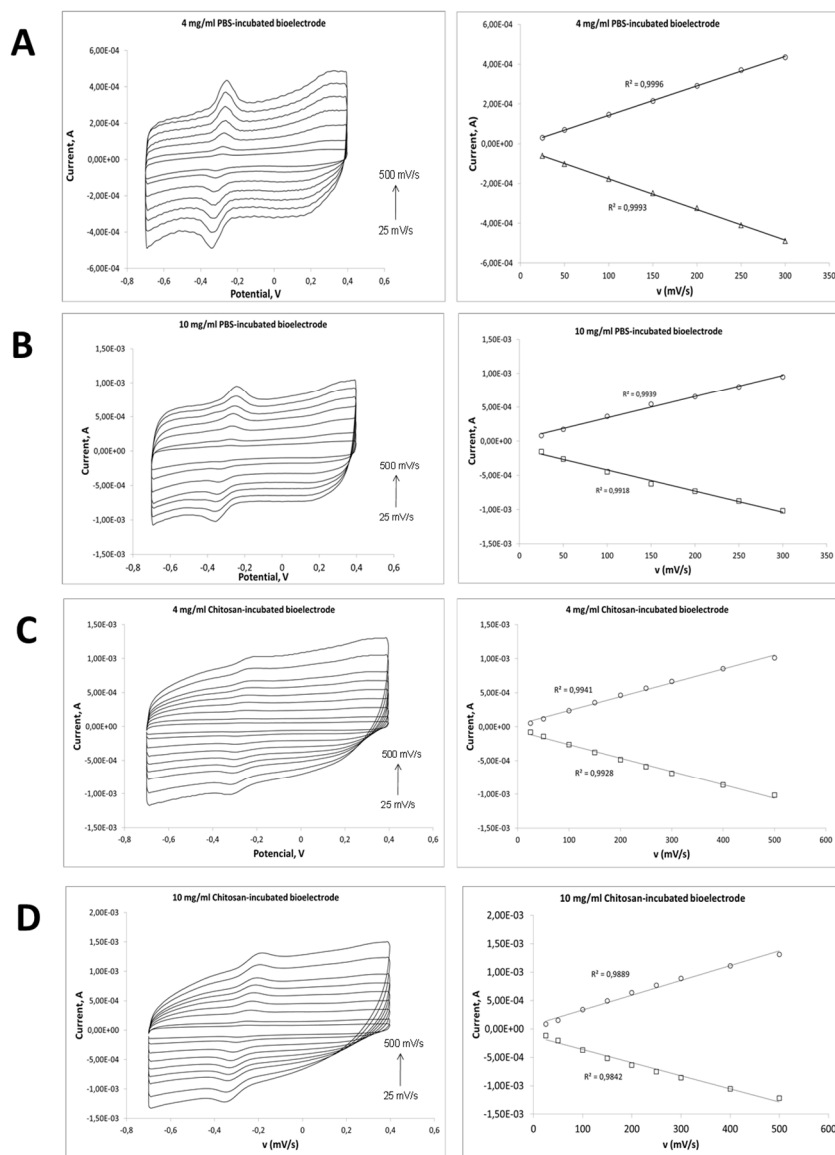 A
4 mg/ml PBS-incubated bioelectrode
6,00E-04
4,00E-04
2,00E-04
0,00E+00
-2,00E-04
-4,00E-04
6,00E-04
Current, A
-0,8 -0,6 -0,4 -0,2 0 0,2 0,4 0,6
Potential, V
500 mV/s
25 mV/s
4 mg/ml PBS-incubated bioelectrode
6,00E-04
4,00E-04
2,00E-04
0,00E+00
-2,00E-04
-4,00E-04
-6,00E-04
Current, A)
R² = 0,9996
R² = 0,9993
0 50 100 150 200 250 300 350
v (mV/s)
B
10 mg/ml PBS-incubated bioelectrode
1,50E-03
1,00E-03
5,00E-04
0,00E+00
-5,00E-04
-1,00E-03
-1,50E-03
Current, A
-0,8 -0,6 -0,4 -0,2 0 0,2 0,4 0,6
Potential, V
500 mV/s
25 mV/s
10 mg/ml PBS-incubated bioelectrode
1,50E-03
1,00E-03
5,00E-04
0,00E+00
-5,00E-04
-1,00E-03
-1,50E-03
Current, A
R² = 0,9939
R² = 0,9918
0 50 100 150 200 250 300 350
v (mV/s)
C
4 mg/ml Chitosan-incubated bioelectrode
1,50E-03
1,00E-03
5,00E-04
0,00E+00
-5,00E-04
-1,00E-03
-1,50E-03
Current, A
-0,8 -0,6 -0,4 -0,2 0 0,2 0,4 0,6
Potencial, V
500 mV/s
25 mV/s
4 mg/ml Chitosan-incubated bioelectrode
1,50E-03
1,00E-03
5,00E-04
0,00E+00
-5,00E-04
-1,00E-03
-1,50E-03
Current, A
R² = 0,9941
R² = 0,9928
0 100 200 300 400 500 600
v (mV/s)
D
10 mg/ml Chitosan-incubated bioelectrode
2,00E-03
1,50E-03
1,00E-03
5,00E-04
0,00E+00
-5,00E-04
-1,00E-03
-1,50E-03
Current, A
-0,8 -0,6 -0,4 -0,2 0 0,2 0,4 0,6
v (mV/s)
500 mV/s
25 mV/s
10 mg/ml Chitosan-incubated bioelectrode
2,00E-03
1,50E-03
1,00E-03
5,00E-04
0,00E+00
-5,00E-04
-1,00E-03
-1,50E-03
Current, A
R² = 0,9889
R² = 0,9842
0 100 200 300 400 500 600
v (mV/s)